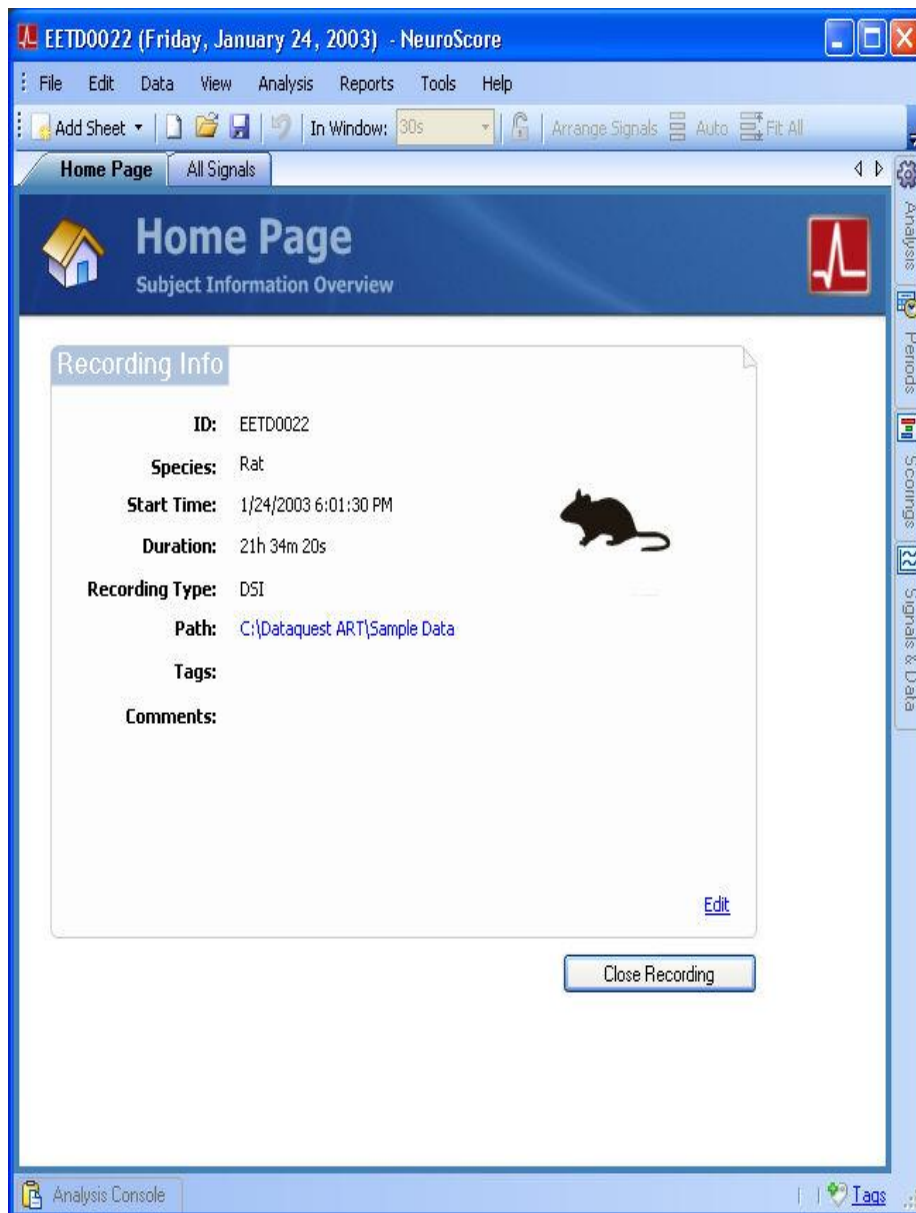 EETD0022 (Friday, January 24, 2003) - NeuroScore
File Edit Data View Analysis Reports Tools Help
Add Sheet In Window: 30s Arrange Signals Auto Fit All
Home Page All Signals
Home Page
Subject Information Overview
Recording Info
ID: EETD0022
Species: Rat
Start Time: 1/24/2003 6:01:30 PM
Duration: 21h 34m 20s
Recording Type: DSI
Path: C:\Dataquest ART\Sample Data
Tags:
Comments:
Edit
Close Recording
Analysis
Periods
Scorings
Signals & Data
Analysis Console
Tags